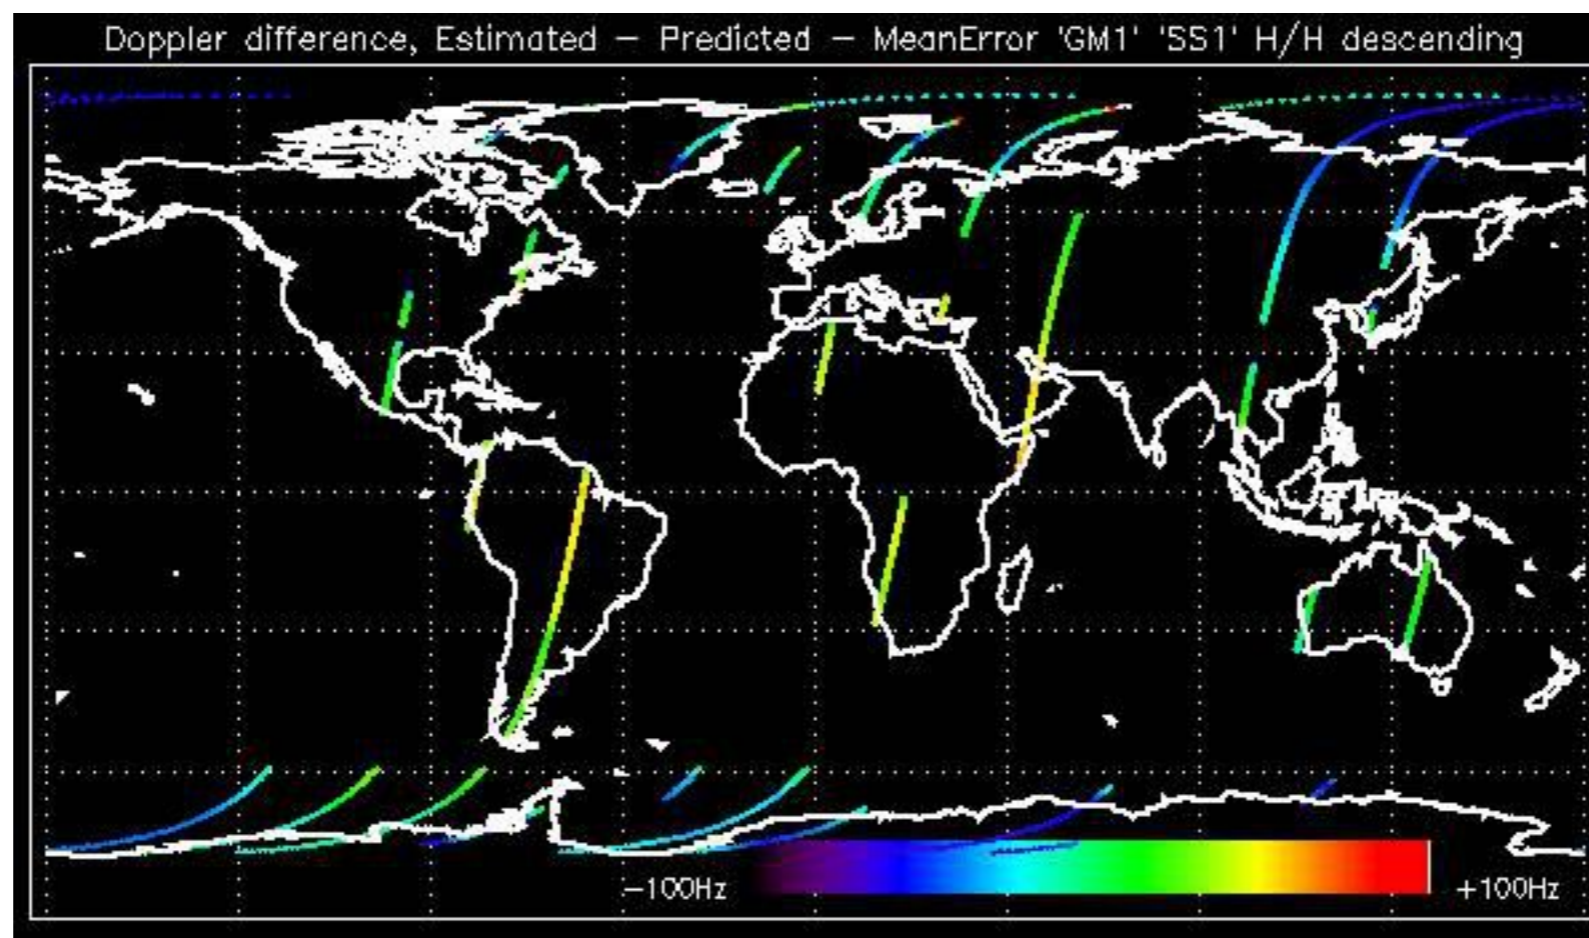 Doppler difference, Estimated - Predicted - MeanError 'GM1' 'SS1' H/H descending
-100Hz +100Hz